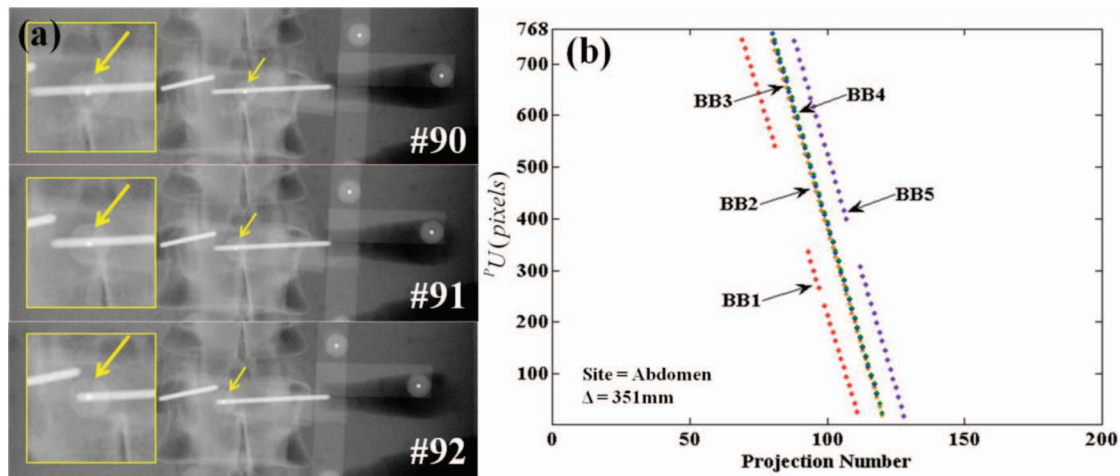 (a)
#90
#91
#92
(b)
768
700
600
500
400
300
200
100
PU(pixels)
BB3
BB4
BB2
BB5
BB1
Site = Abdomen
Δ = 351mm
0
50
100
150
200
Projection Number